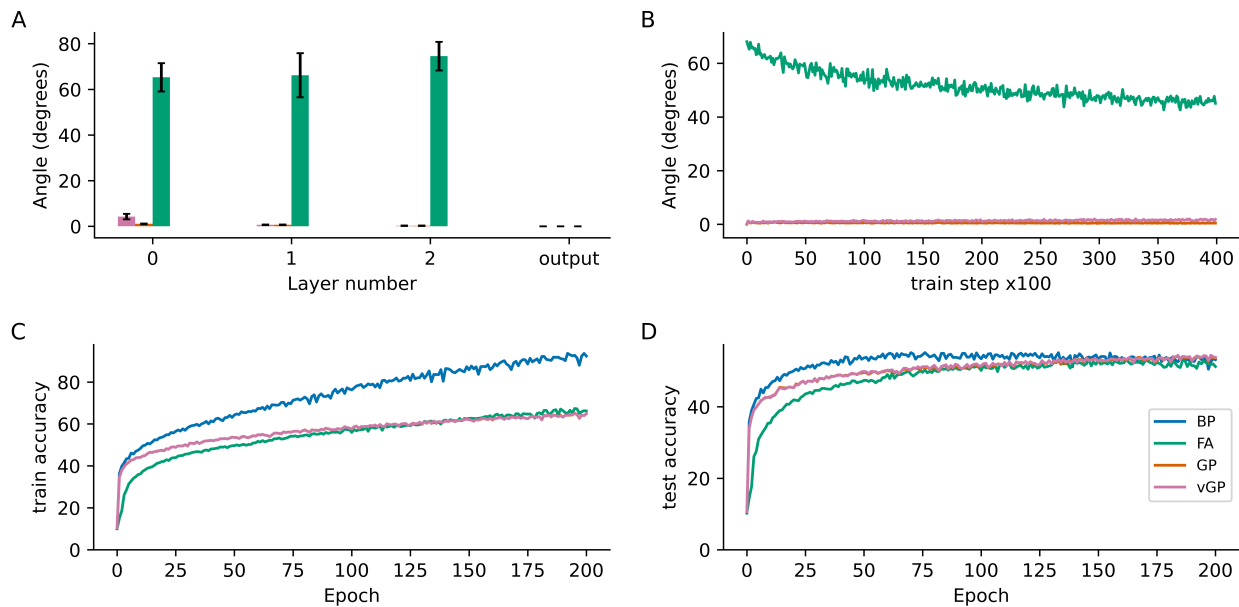 A
Angle (degrees)
80
60
40
20
0
0 1 2 output
Layer number
B
Angle (degrees)
60
40
20
0
0 50 100 150 200 250 300 350 400
train step x100
C
train accuracy
80
60
40
20
0
0 25 50 75 100 125 150 175 200
Epoch
D
test accuracy
40
20
0
0 25 50 75 100 125 150 175 200
Epoch
BP
FA
GP
vGP